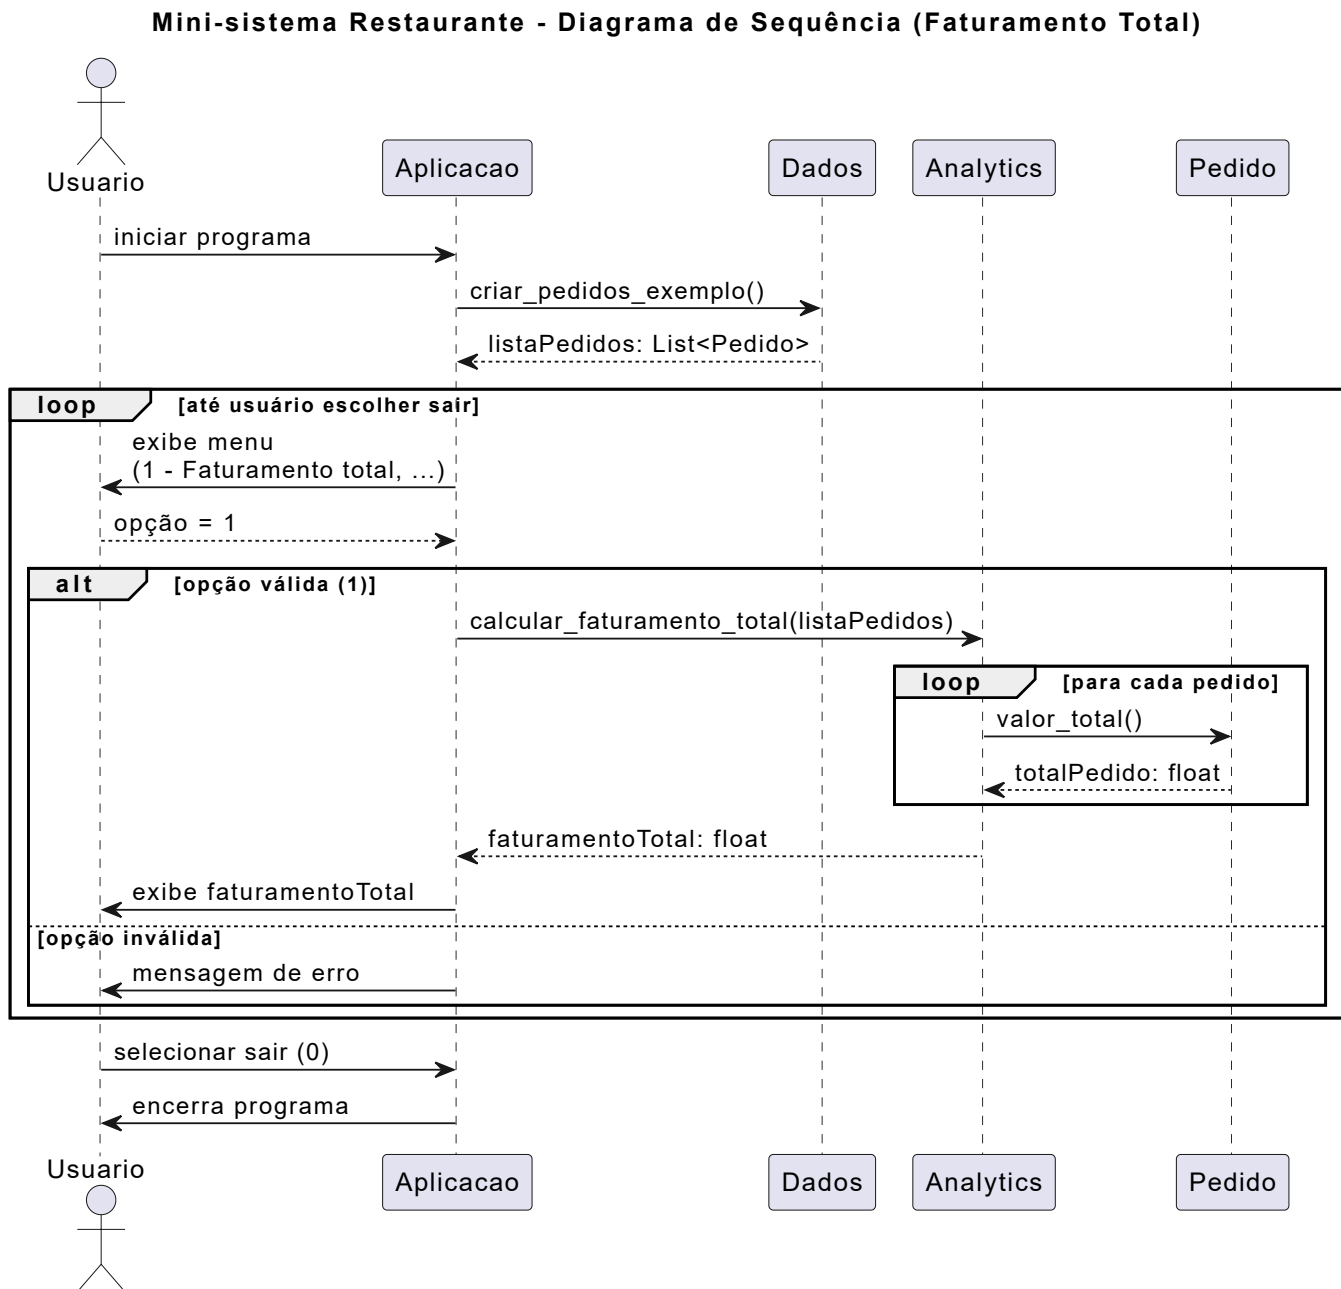 Mini-sistema Restaurante - Diagrama de Sequência (Faturamento Total)
Usuario
Aplicacao
Dados
Analytics
Pedido
iniciar programa
criar_pedidos_exemplo()
listaPedidos: List<Pedido>
loop
[até usuário escolher sair]
exibe menu
(1 - Faturamento total, ...)
opção = 1
alt
[opção válida (1)]
calcular_faturamento_total(listaPedidos)
loop
[para cada pedido]
valor_total()
totalPedido: float
faturamentoTotal: float
exibe faturamentoTotal
[opção inválida]
mensagem de erro
selecionar sair (0)
encerra programa
Usuario
Aplicacao
Dados
Analytics
Pedido